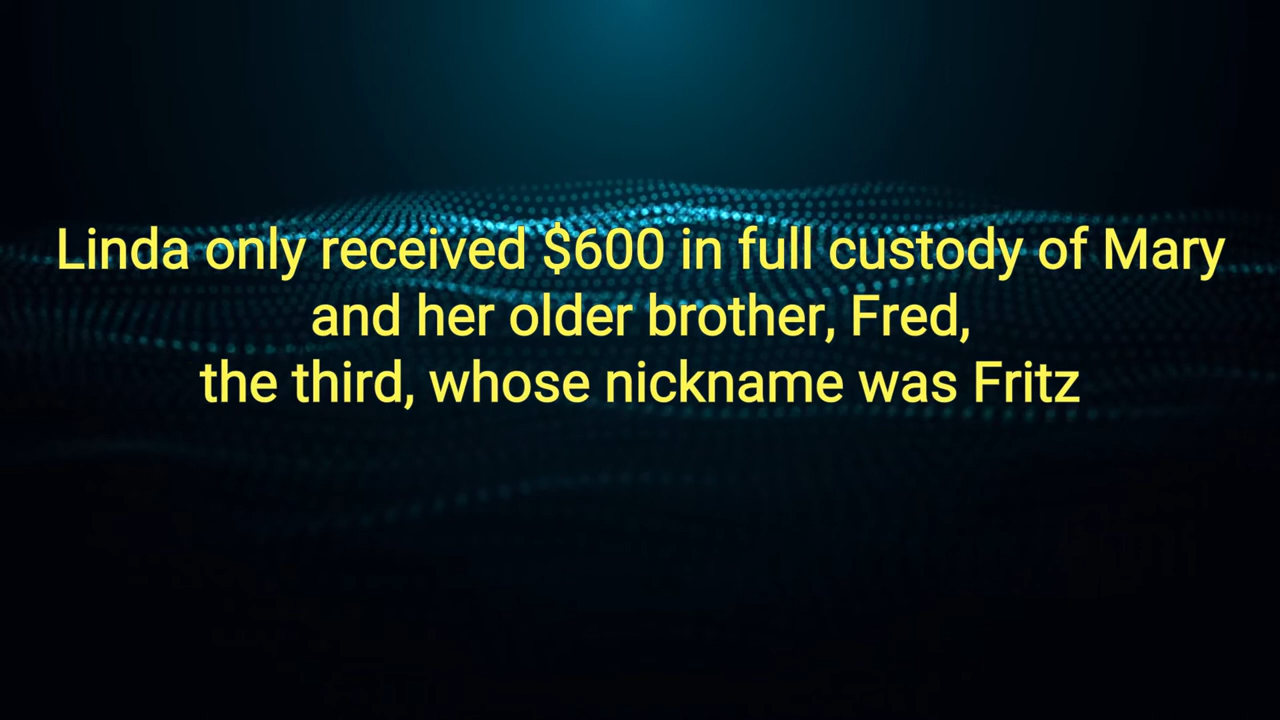 Linda only received $600 in full custody of Mary
and her older brother, Fred,
the third, whose nickname was Fritz